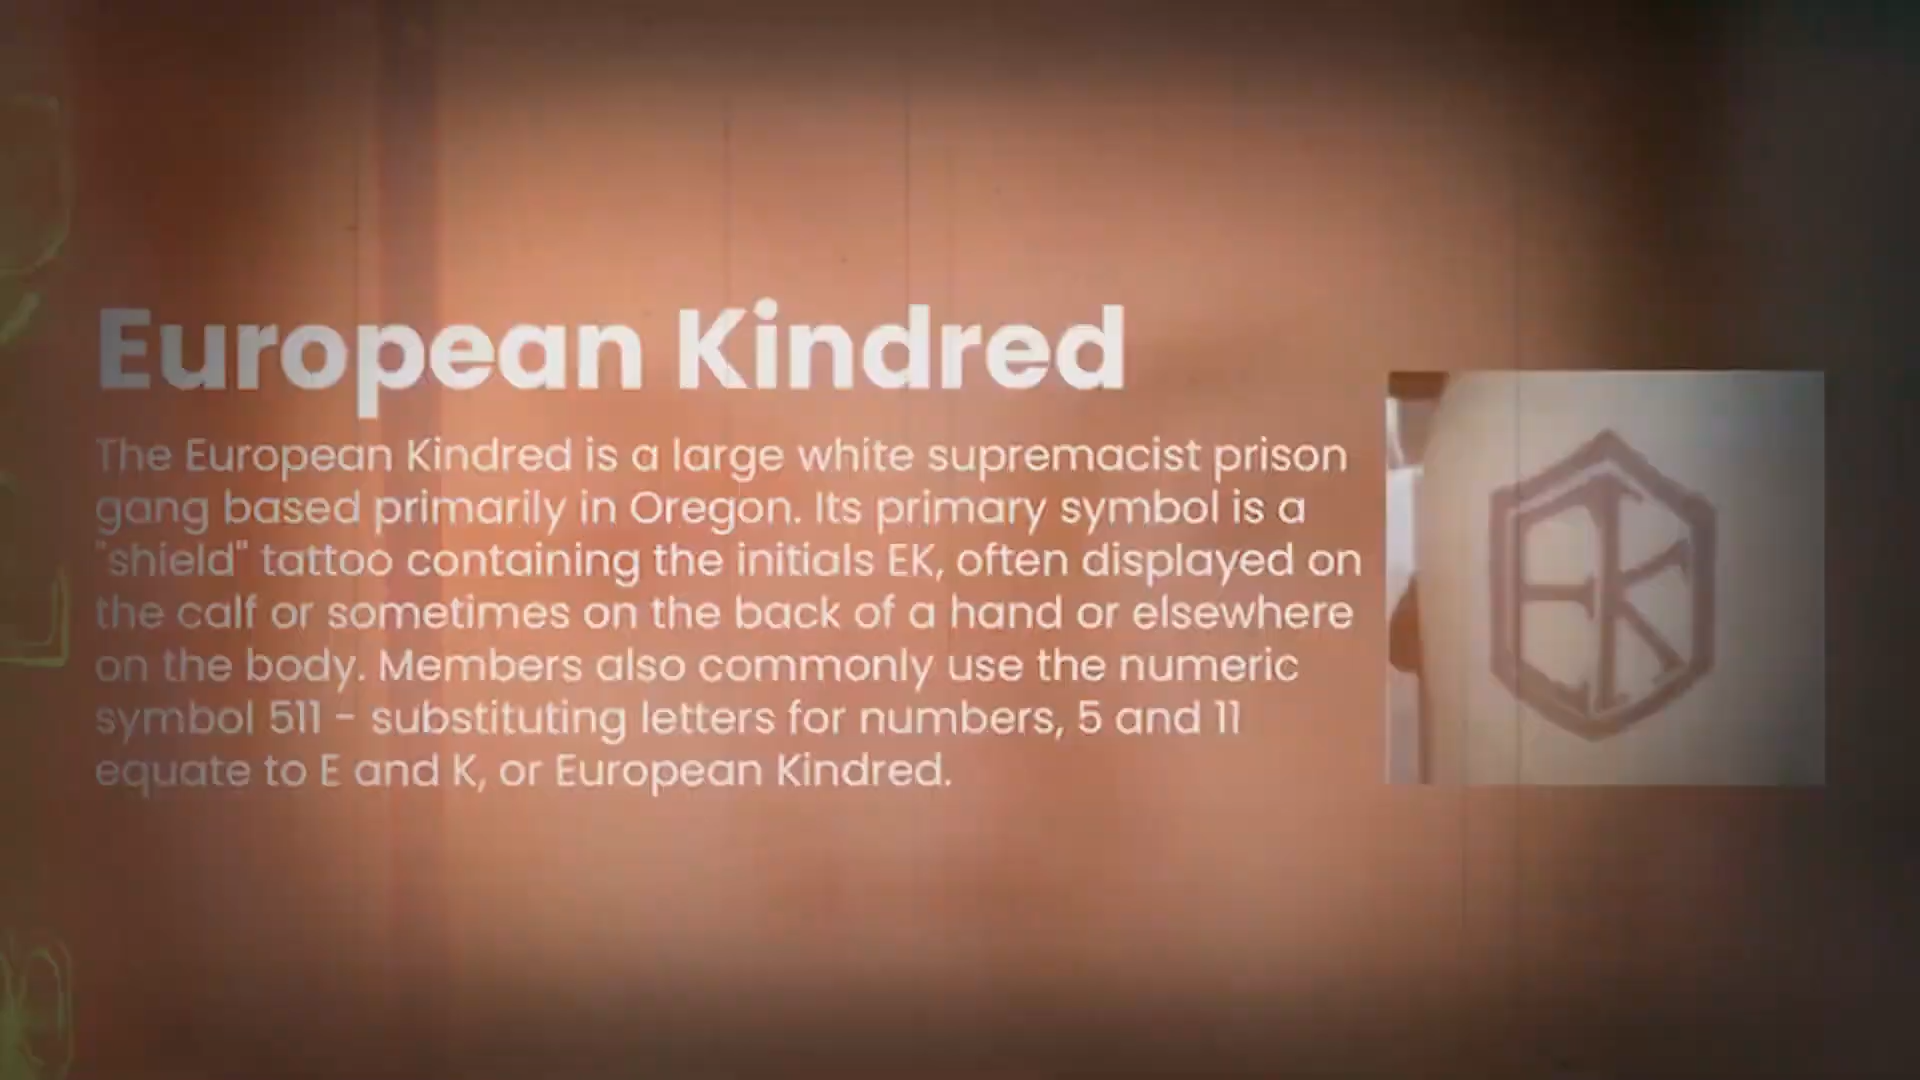 European Kindred
The European Kindred is a large white supremacist prison
gang based primarily in Oregon. Its primary symbol is a
"shield" tattoo containing the initials EK, often displayed on
the calf or sometimes on the back of a hand or elsewhere
on the body. Members also commonly use the numeric
symbol 511 - substituting letters for numbers, 5 and 11
equate to E and K, or European Kindred.
EK